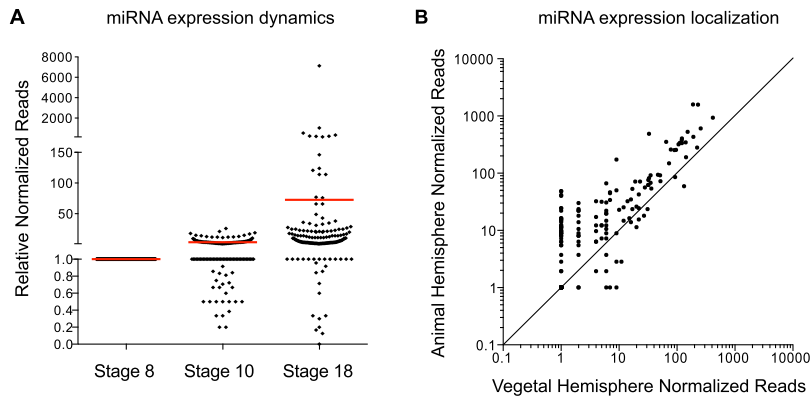 A
miRNA expression dynamics
Relative Normalized Reads
8000
6000
4000
2000
150
100
50
1.0
0.8
0.6
0.4
0.2
0.0
Stage 8
Stage 10
Stage 18
B
miRNA expression localization
Animal Hemisphere Normalized Reads
10000
1000
100
10
1
0.1
0.1
1
10
100
1000
10000
Vegetal Hemisphere Normalized Reads